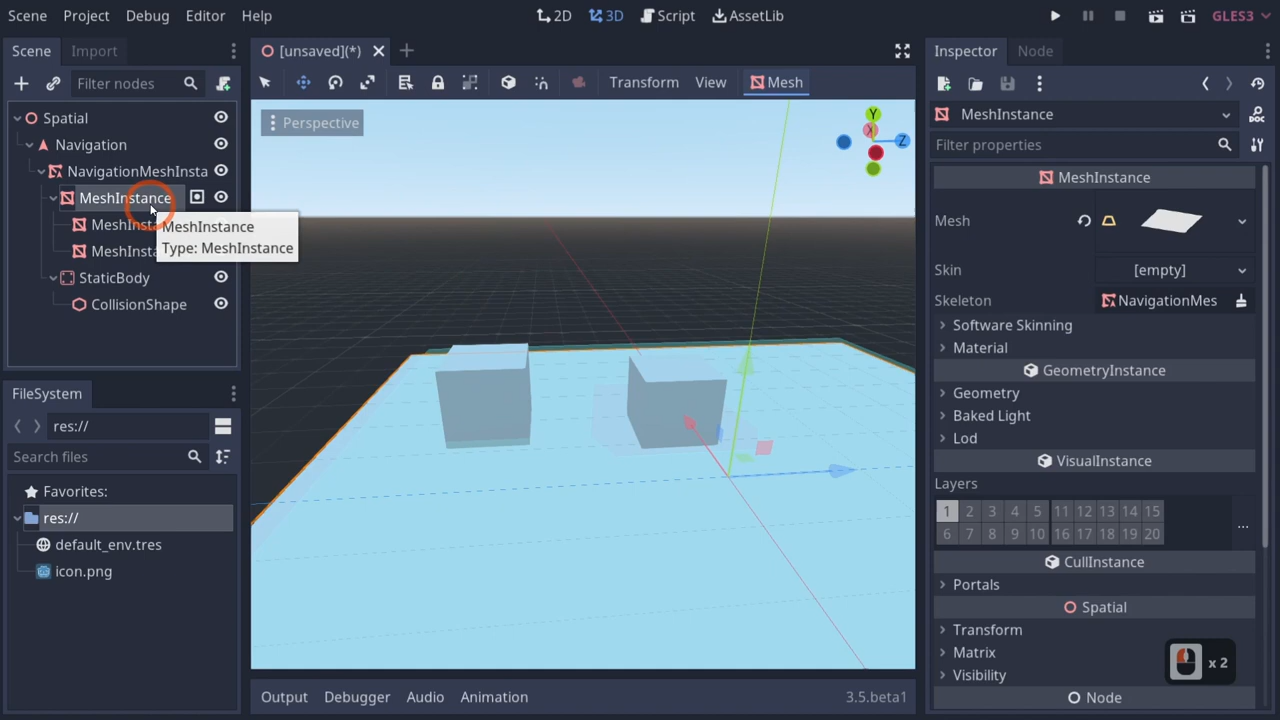 Scene Project Debug Editor Help
2D 3D Script AssetLib
GLES3
Scene Import
Filter nodes
Spatial
Navigation
NavigationMeshInsta
MeshInstance
MeshInsta
MeshInsta
StaticBody
CollisionShape
MeshInstance
Type: MeshInstance
FileSystem
res://
Search files
Favorites:
res://
default_env.tres
icon.png
[unsaved](*)
Transform View Mesh
Perspective
Y
X
Z
Output Debugger Audio Animation 3.5.beta1
Inspector Node
MeshInstance
Filter properties
MeshInstance
Mesh
Skin [empty]
Skeleton NavigationMes
Software Skinning
Material
GeometryInstance
Geometry
Baked Light
Lod
VisualInstance
Layers
1 2 3 4 5 11 12 13 14 15
6 7 8 9 10 16 17 18 19 20
...
CullInstance
Portals
Spatial
Transform
Matrix
Visibility
Node
x 2